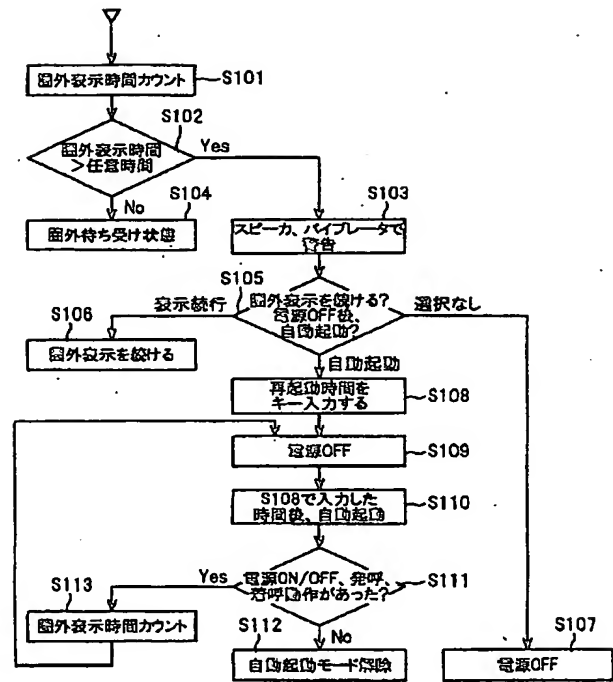 圏外表示時間カウント
S101
S102
圏外表示時間
＞任意時間
Yes
No
S104
圏外待ち受け状態
S103
スピーカ、バイブレータで
警告
S105
圏外表示を続ける?
電源OFF後、
自動起動?
表示続行
選択なし
S106
圏外表示を続ける
自動起動
再起動時間を
キー入力する
S108
電源OFF
S109
S108で入力した
時間後、自動起動
S110
電源ON/OFF、発呼、
着呼動作があった?
S111
Yes
S113
圏外表示時間カウント
No
S112
自動起動モード解除
S107
電源OFF